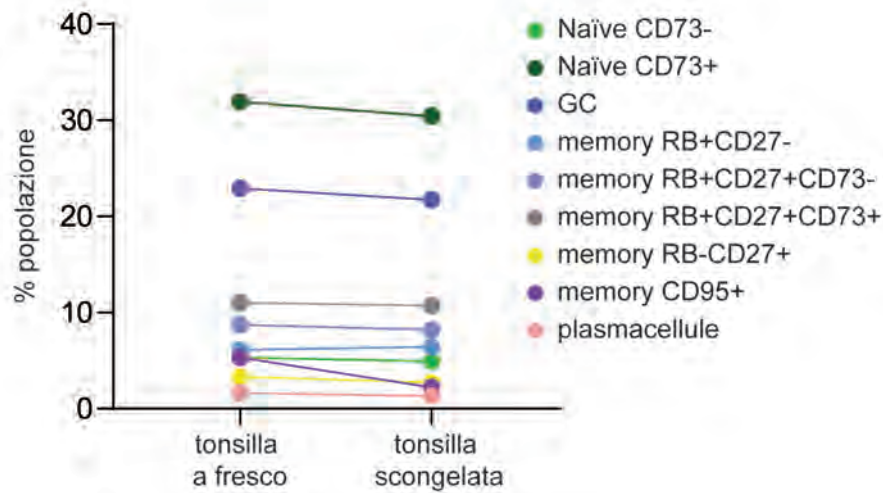 % popolazione
40
30
20
10
0
tonsilla
a fresco
tonsilla
scongelata
Naïve CD73-
Naïve CD73+
GC
memory RB+CD27-
memory RB+CD27+CD73-
memory RB+CD27+CD73+
memory RB-CD27+
memory CD95+
plasmacellule